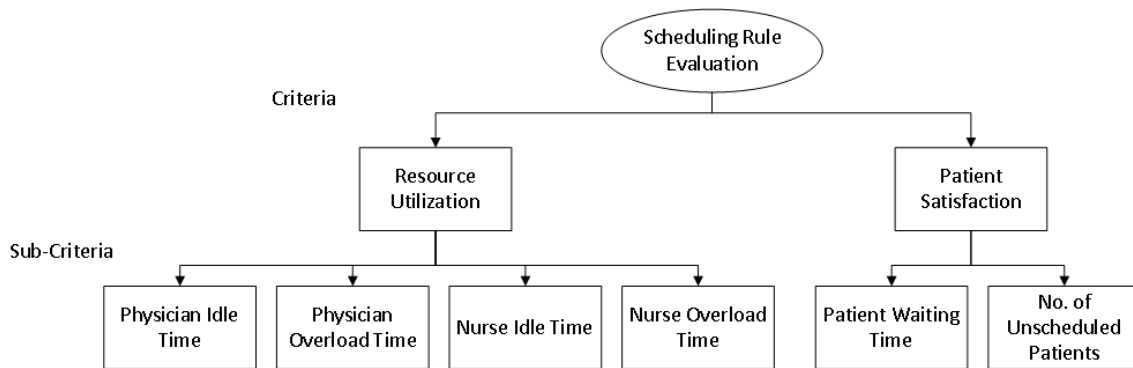 Scheduling Rule
Evaluation
Criteria
Resource
Utilization
Patient
Satisfaction
Sub-Criteria
Physician Idle
Time
Physician
Overload Time
Nurse Idle Time
Nurse Overload
Time
Patient Waiting
Time
No. of
Unscheduled
Patients